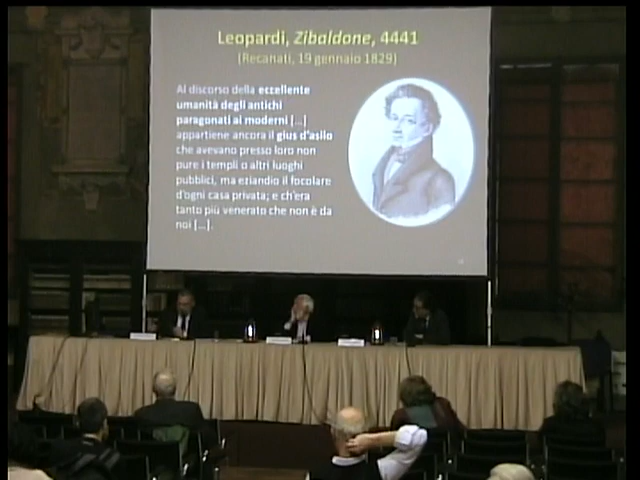 Leopardi, Zibaldone, 4441
(Recanati, 19 gennaio 1829)
Al discorso della eccellente
umanità degli antichi
paragonati ai moderni [...]
appartiene ancora il gius d'asilo
che avevano presso loro non
pure i templi o altri luoghi
pubblici, ma eziandio il focolare
d'ogni casa privata; e ch'era
tanto più venerato che non è da
noi [...].